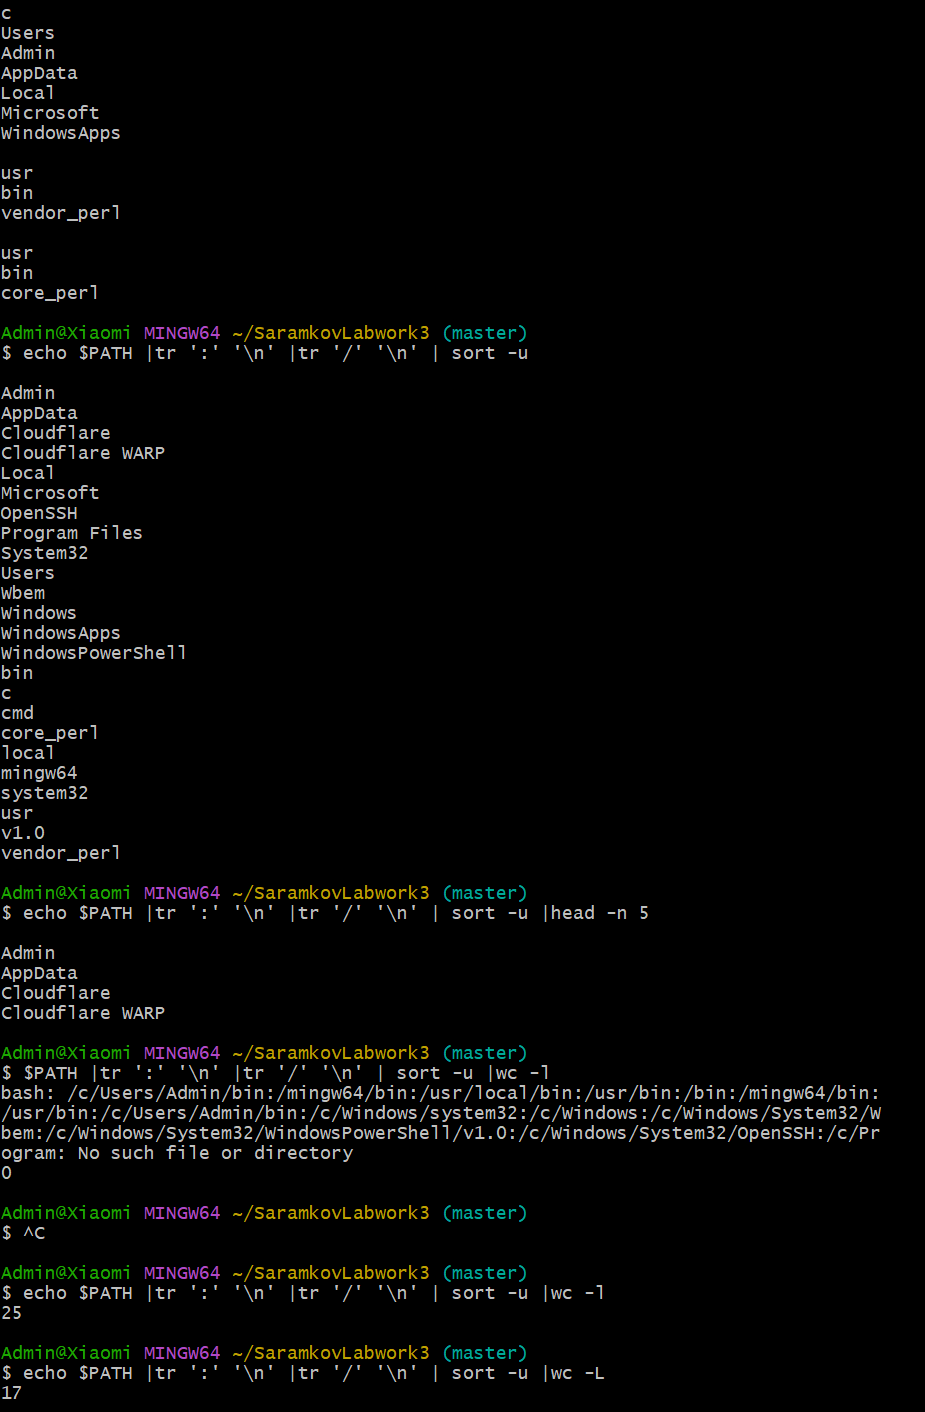 c
Users
Admin
AppData
Local
Microsoft
WindowsApps

usr
bin
vendor_perl

usr
bin
core_perl

Admin@Xiaomi MINGW64 ~/SaramkovLabwork3 (master)
$ echo $PATH |tr ':' '\n' |tr '/' '\n' | sort -u

Admin
AppData
Cloudflare
Cloudflare WARP
Local
Microsoft
OpenSSH
Program Files
System32
Users
Wbem
Windows
WindowsApps
WindowsPowerShell
bin
c
cmd
core_perl
local
mingw64
system32
usr
v1.0
vendor_perl

Admin@Xiaomi MINGW64 ~/SaramkovLabwork3 (master)
$ echo $PATH |tr ':' '\n' |tr '/' '\n' | sort -u |head -n 5

Admin
AppData
Cloudflare
Cloudflare WARP

Admin@Xiaomi MINGW64 ~/SaramkovLabwork3 (master)
$ $PATH |tr ':' '\n' |tr '/' '\n' | sort -u |wc -l
bash: /c/Users/Admin/bin:/mingw64/bin:/usr/local/bin:/usr/bin:/bin:/mingw64/bin:
/usr/bin:/c/Users/Admin/bin:/c/Windows/system32:/c/Windows:/c/Windows/System32/W
bem:/c/Windows/System32/WindowsPowerShell/v1.0:/c/Windows/System32/OpenSSH:/c/Pr
ogram: No such file or directory
0

Admin@Xiaomi MINGW64 ~/SaramkovLabwork3 (master)
$ ^C

Admin@Xiaomi MINGW64 ~/SaramkovLabwork3 (master)
$ echo $PATH |tr ':' '\n' |tr '/' '\n' | sort -u |wc -l
25

Admin@Xiaomi MINGW64 ~/SaramkovLabwork3 (master)
$ echo $PATH |tr ':' '\n' |tr '/' '\n' | sort -u |wc -L
17